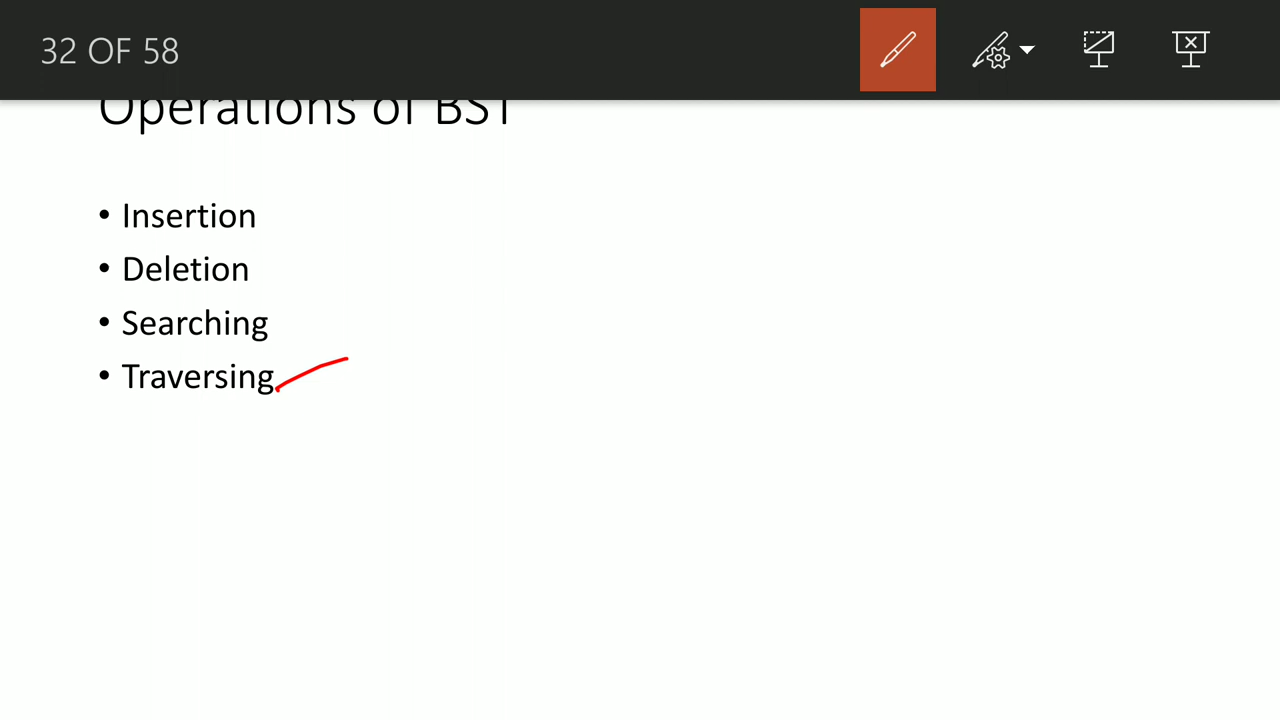 32 OF 58
Operations of BST
• Insertion
• Deletion
• Searching
• Traversing